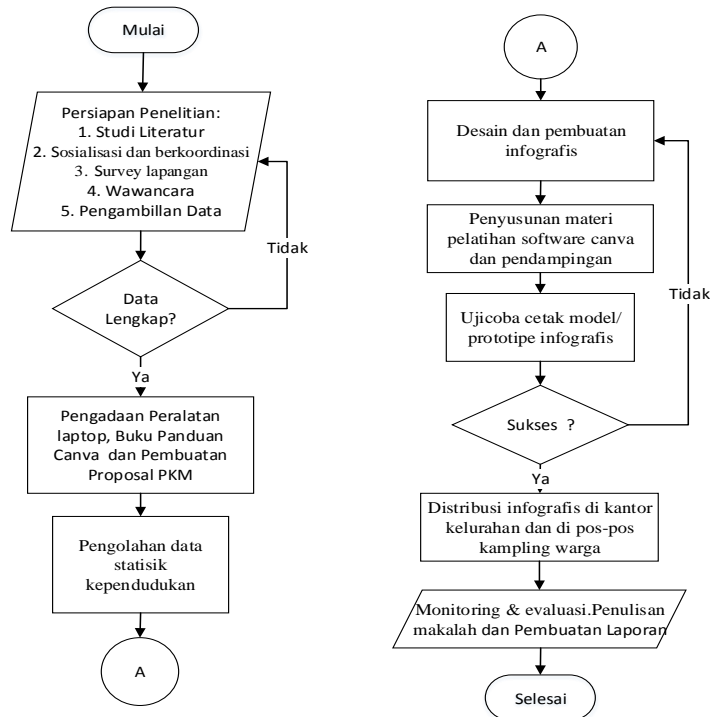 Mulai
Persiapan Penelitian:
1. Studi Literatur
2. Sosialisasi dan berkoordinasi
3. Survey lapangan
4. Wawancara
5. Pengambillan Data
Tidak
Data
Lengkap?
Ya
Pengadaan Peralatan
laptop, Buku Panduan
Canva dan Pembuatan
Proposal PKM
Pengolahan data
statisik
kependudukan
A
A
Desain dan pembuatan
infografis
Penyusunan materi
pelatihan software canva
dan pendampingan
Tidak
Ujicoba cetak model/
prototipe infografis
Sukses ?
Ya
Distribusi infografis di kantor
kelurahan dan di pos-pos
kampling warga
Monitoring & evaluasi.Penulisan
makalah dan Pembuatan Laporan
Selesai